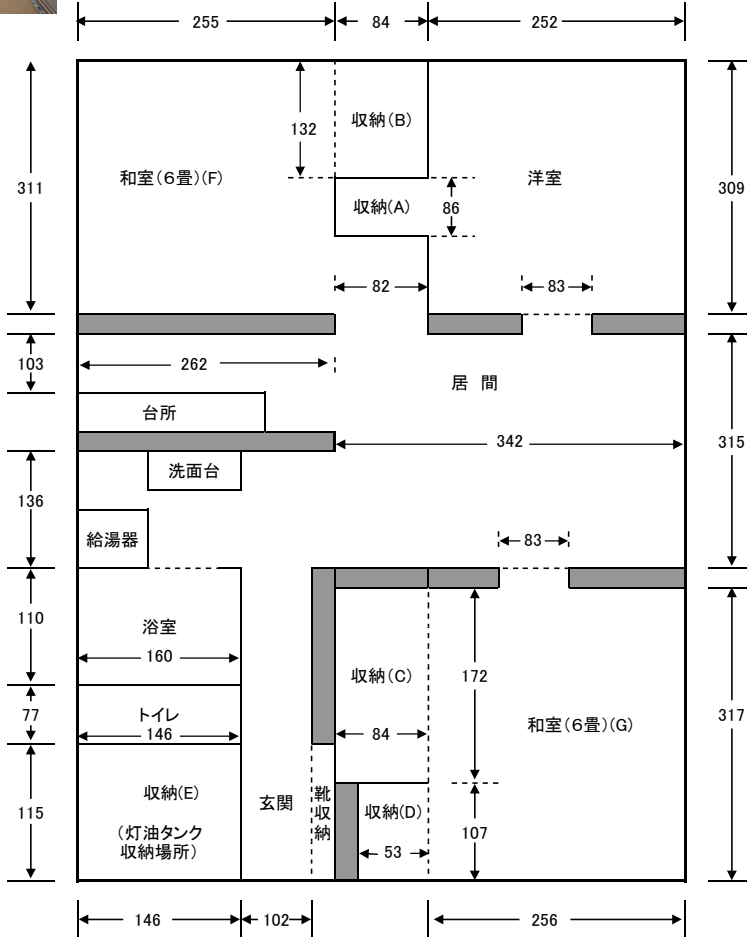 255
84
252
132
収納(B)
311
和室(6畳)(F)
洋室
309
収納(A)
86
82
83
103
262
居 間
台所
342
315
洗面台
136
給湯器
83
110
浴室
160
収納(C)
172
77
トイレ
146
84
和室(6畳)(G)
317
115
収納(E)
(灯油タンク
収納場所)
玄関
靴収納
収納(D)
53
107
146
102
256